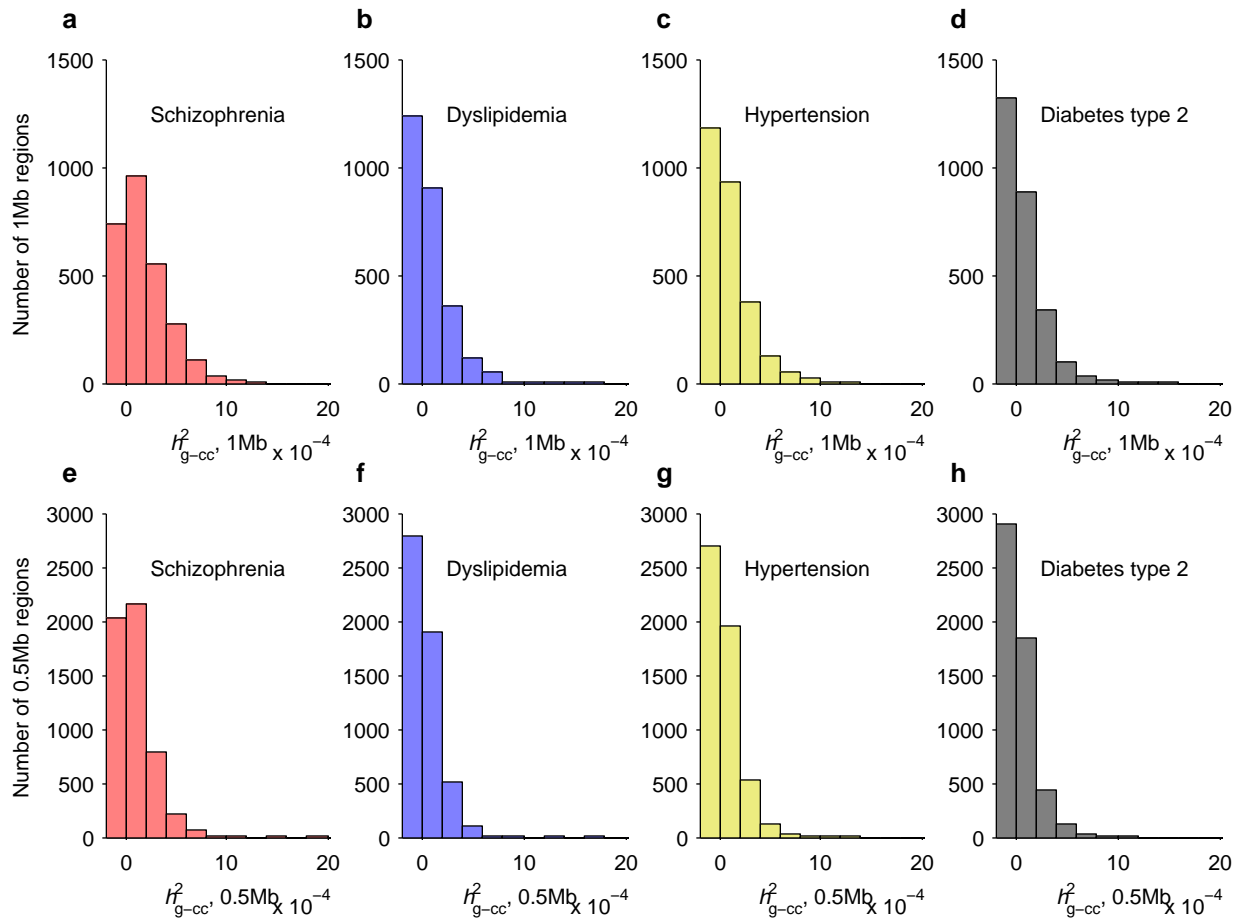 a
b
c
d
Number of 1Mb regions
1500
1000
500
0
Schizophrenia
0 10 20
h²g−cc, 1Mb x 10⁻⁴
1500
1000
500
0
Dyslipidemia
0 10 20
h²g−cc, 1Mb x 10⁻⁴
1500
1000
500
0
Hypertension
0 10 20
h²g−cc, 1Mb x 10⁻⁴
1500
1000
500
0
Diabetes type 2
0 10 20
h²g−cc, 1Mb x 10⁻⁴
e
f
g
h
Number of 0.5Mb regions
3000
2500
2000
1500
1000
500
0
Schizophrenia
0 10 20
h²g−cc, 0.5Mb x 10⁻⁴
3000
2500
2000
1500
1000
500
0
Dyslipidemia
0 10 20
h²g−cc, 0.5Mb x 10⁻⁴
3000
2500
2000
1500
1000
500
0
Hypertension
0 10 20
h²g−cc, 0.5Mb x 10⁻⁴
3000
2500
2000
1500
1000
500
0
Diabetes type 2
0 10 20
h²g−cc, 0.5Mb x 10⁻⁴